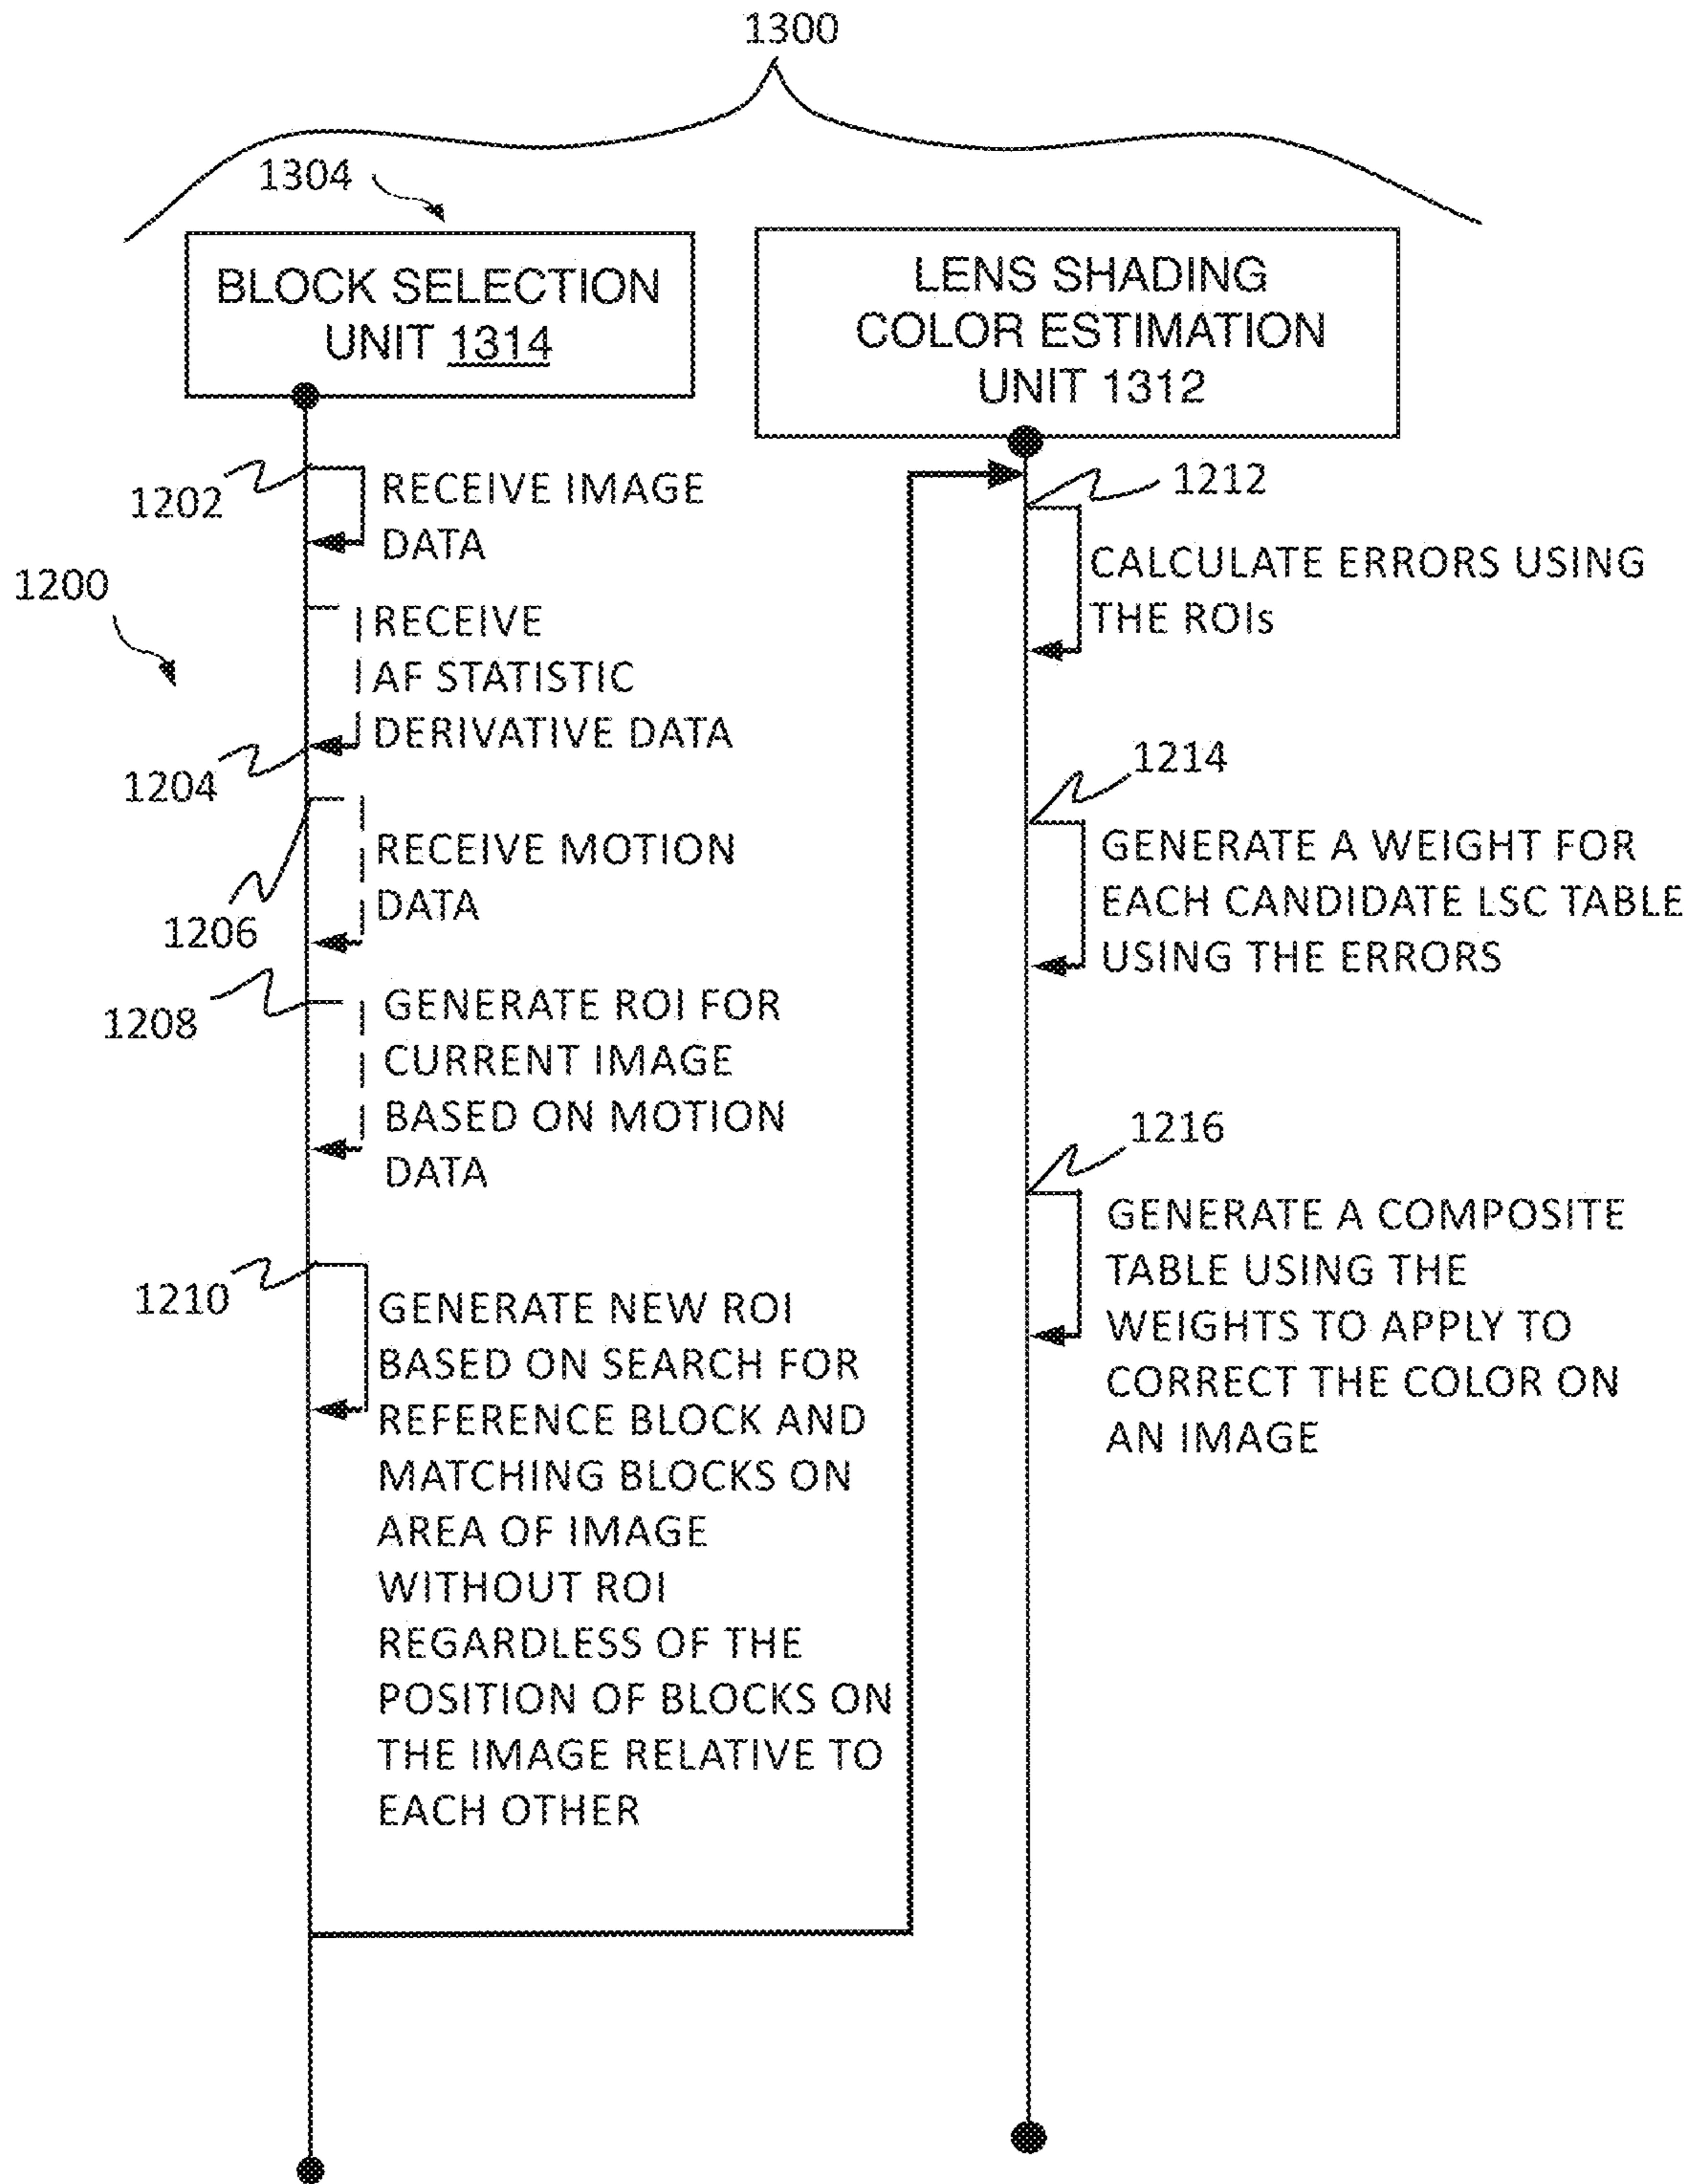 1300
1304
BLOCK SELECTION
UNIT 1314
LENS SHADING
COLOR ESTIMATION
UNIT 1312
1200
1202
RECEIVE IMAGE
DATA
RECEIVE
AF STATISTIC
DERIVATIVE DATA
1204
1206
RECEIVE MOTION
DATA
1208
GENERATE ROI FOR
CURRENT IMAGE
BASED ON MOTION
DATA
1210
GENERATE NEW ROI
BASED ON SEARCH FOR
REFERENCE BLOCK AND
MATCHING BLOCKS ON
AREA OF IMAGE
WITHOUT ROI
REGARDLESS OF THE
POSITION OF BLOCKS ON
THE IMAGE RELATIVE TO
EACH OTHER
1212
CALCULATE ERRORS USING
THE ROIs
1214
GENERATE A WEIGHT FOR
EACH CANDIDATE LSC TABLE
USING THE ERRORS
1216
GENERATE A COMPOSITE
TABLE USING THE
WEIGHTS TO APPLY TO
CORRECT THE COLOR ON
AN IMAGE